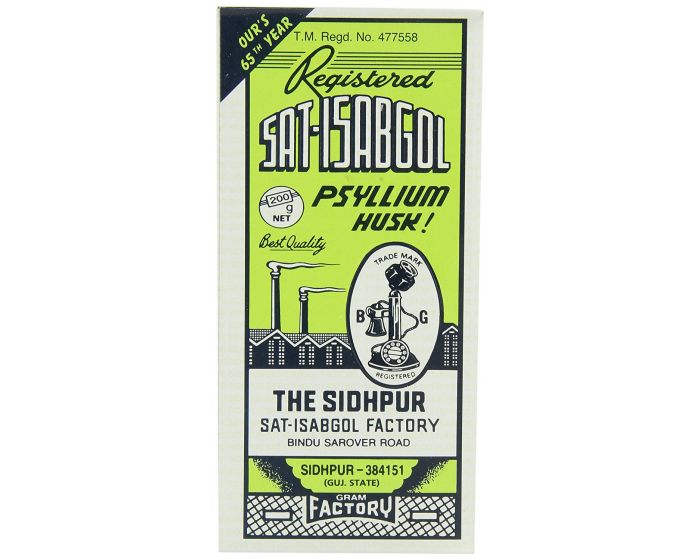 OUR'S
65TH YEAR
T.M. Regd. No. 477558
Registered
SAT-ISABGOL
PSYLLIUM
HUSK!
200
g
NET
Best Quality
TRADE MARK
B G
REGISTERED
THE SIDHPUR
SAT-ISABGOL FACTORY
BINDU SAROVER ROAD
SIDHPUR-384151
(GUJ. STATE)
GRAM
FACTORY